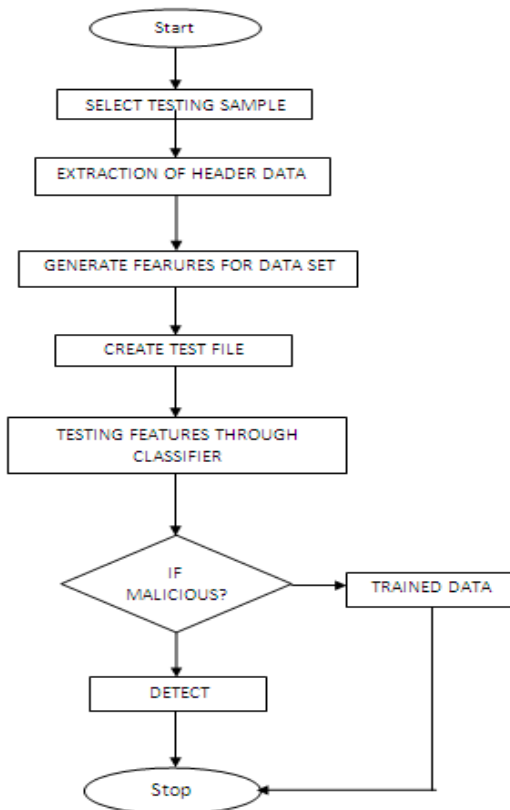 Start
SELECT TESTING SAMPLE
EXTRACTION OF HEADER DATA
GENERATE FEARURES FOR DATA SET
CREATE TEST FILE
TESTING FEATURES THROUGH
CLASSIFIER
IF
MALICIOUS?
TRAINED DATA
DETECT
Stop